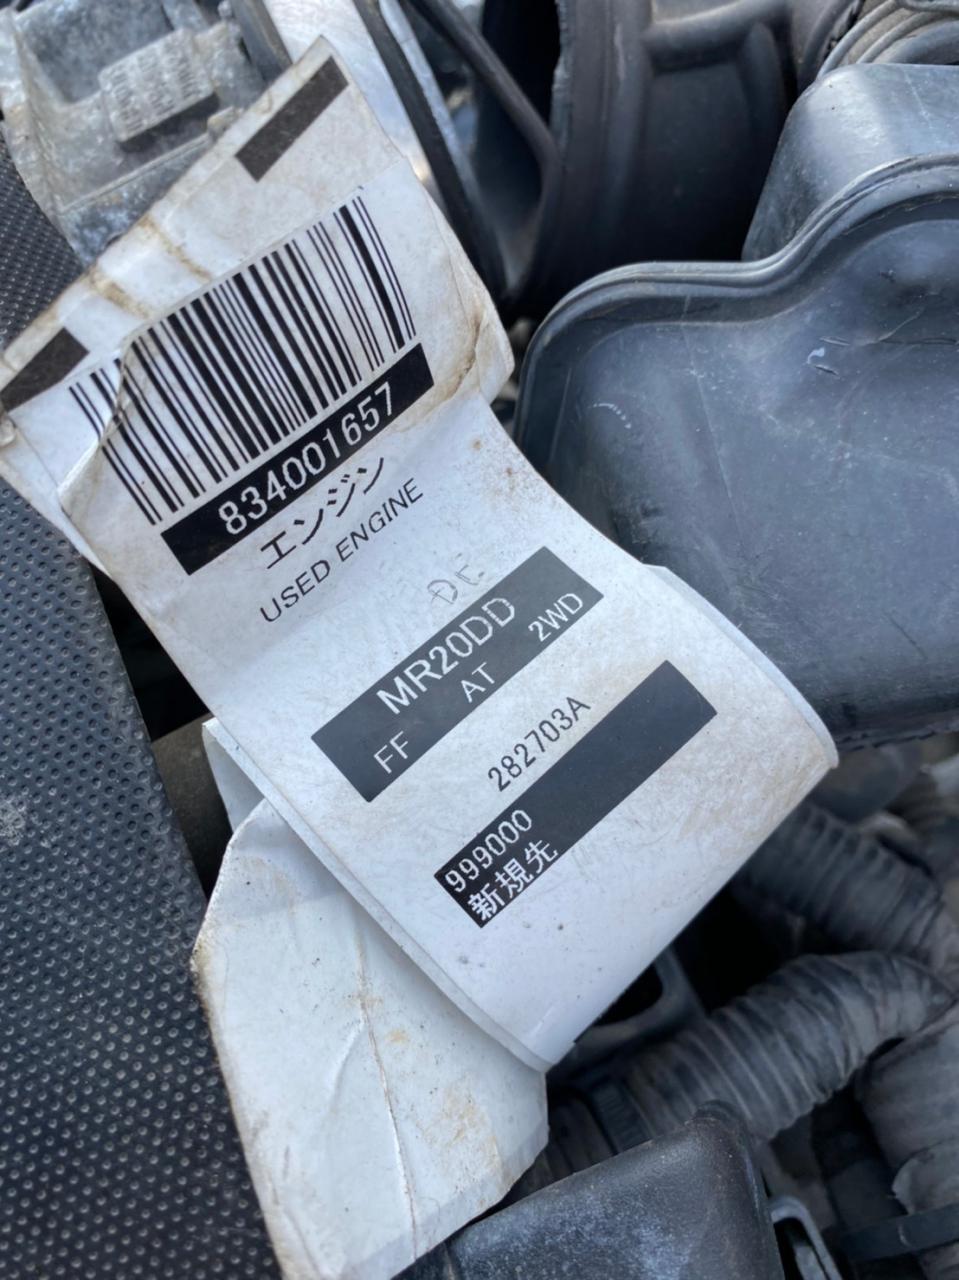 834001657
エンジン
USED ENGINE
DE
MR20DD
FF AT 2WD
282703A
999000
新規先